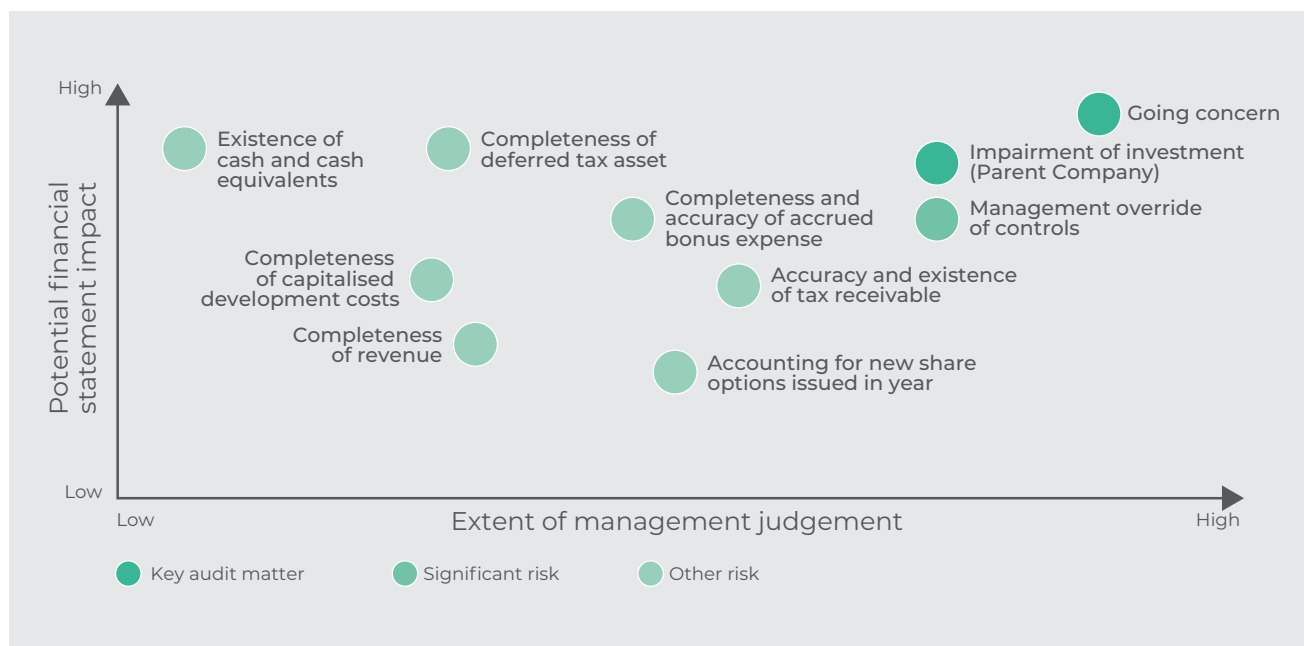 High
Potential financial
statement impact
Existence of
cash and cash
equivalents
Completeness of
deferred tax asset
Going concern
Impairment of investment
(Parent Company)
Completeness and
accuracy of accrued
bonus expense
Management override
of controls
Completeness
of capitalised
development costs
Accuracy and existence
of tax receivable
Completeness
of revenue
Accounting for new share
options issued in year
Low
Low
Extent of management judgement
High
Key audit matter
Significant risk
Other risk